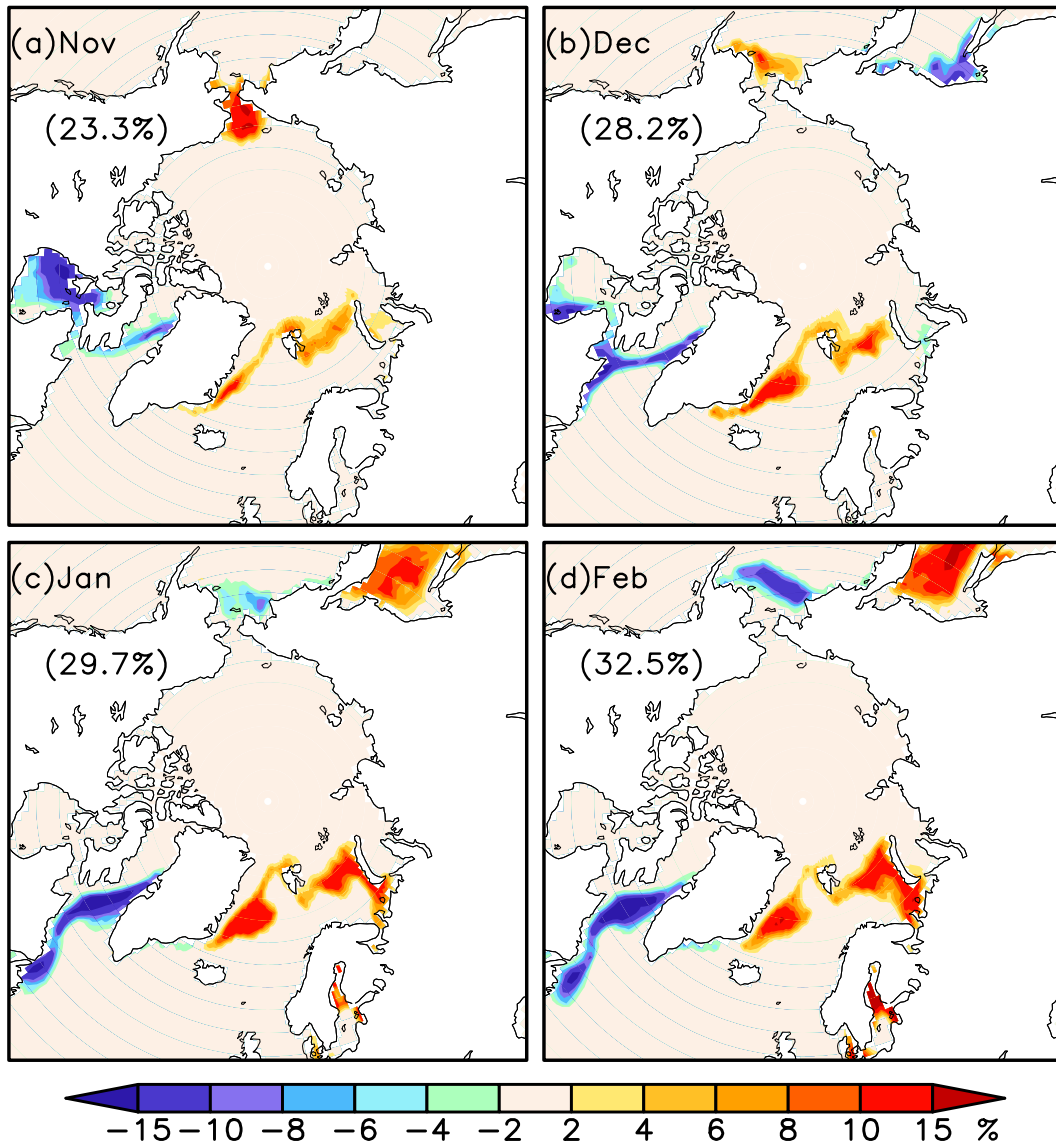 (a)Nov
(23.3%)
(b)Dec
(28.2%)
(c)Jan
(29.7%)
(d)Feb
(32.5%)
−15 −10 −8 −6 −4 −2 2 4 6 8 10 15 %